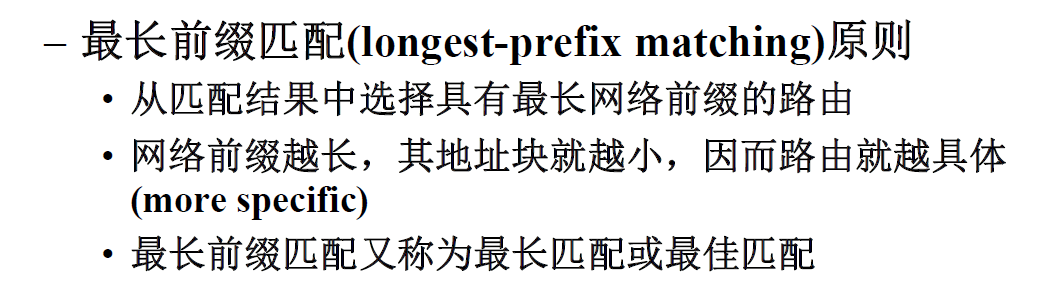 – 最长前缀匹配(longest-prefix matching)原则
• 从匹配结果中选择具有最长网络前缀的路由
• 网络前缀越长，其地址块就越小，因而路由就越具体
(more specific)
• 最长前缀匹配又称为最长匹配或最佳匹配